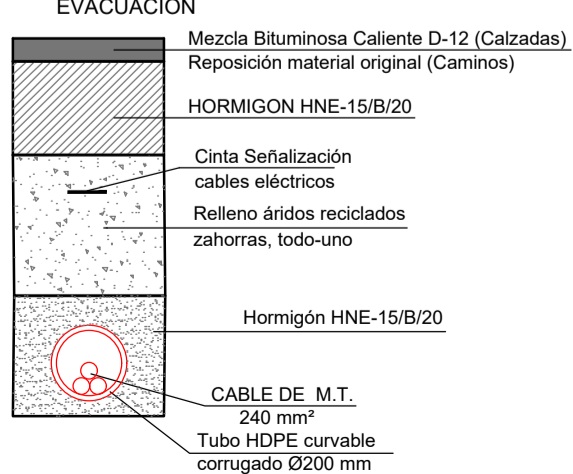 EVACUACIÓN
Mezcla Bituminosa Caliente D-12 (Calzadas)
Reposición material original (Caminos)
HORMIGON HNE-15/B/20
Cinta Señalización
cables eléctricos
Relleno áridos reciclados
zahorras, todo-uno
Hormigón HNE-15/B/20
CABLE DE M.T.
240 mm²
Tubo HDPE curvable
corrugado Ø200 mm